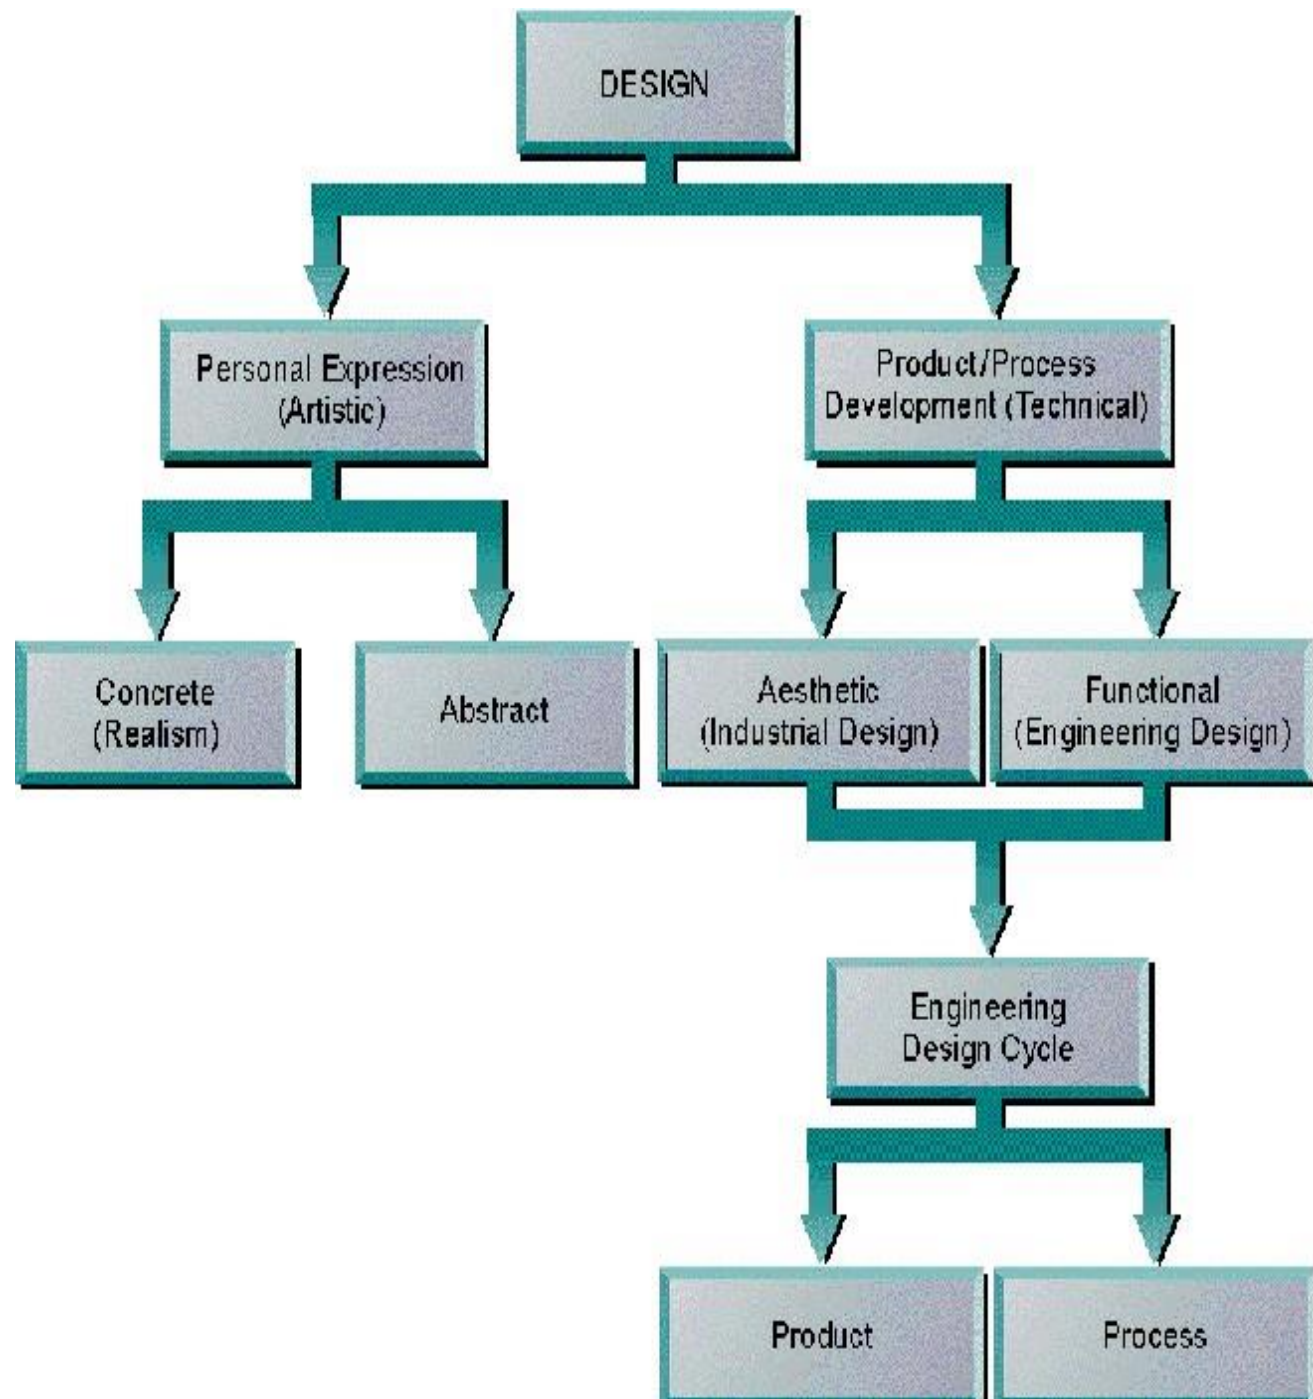 DESIGN
Personal Expression
(Artistic)
Product/Process
Development (Technical)
Concrete
(Realism)
Abstract
Aesthetic
(Industrial Design)
Functional
(Engineering Design)
Engineering
Design Cycle
Product
Process